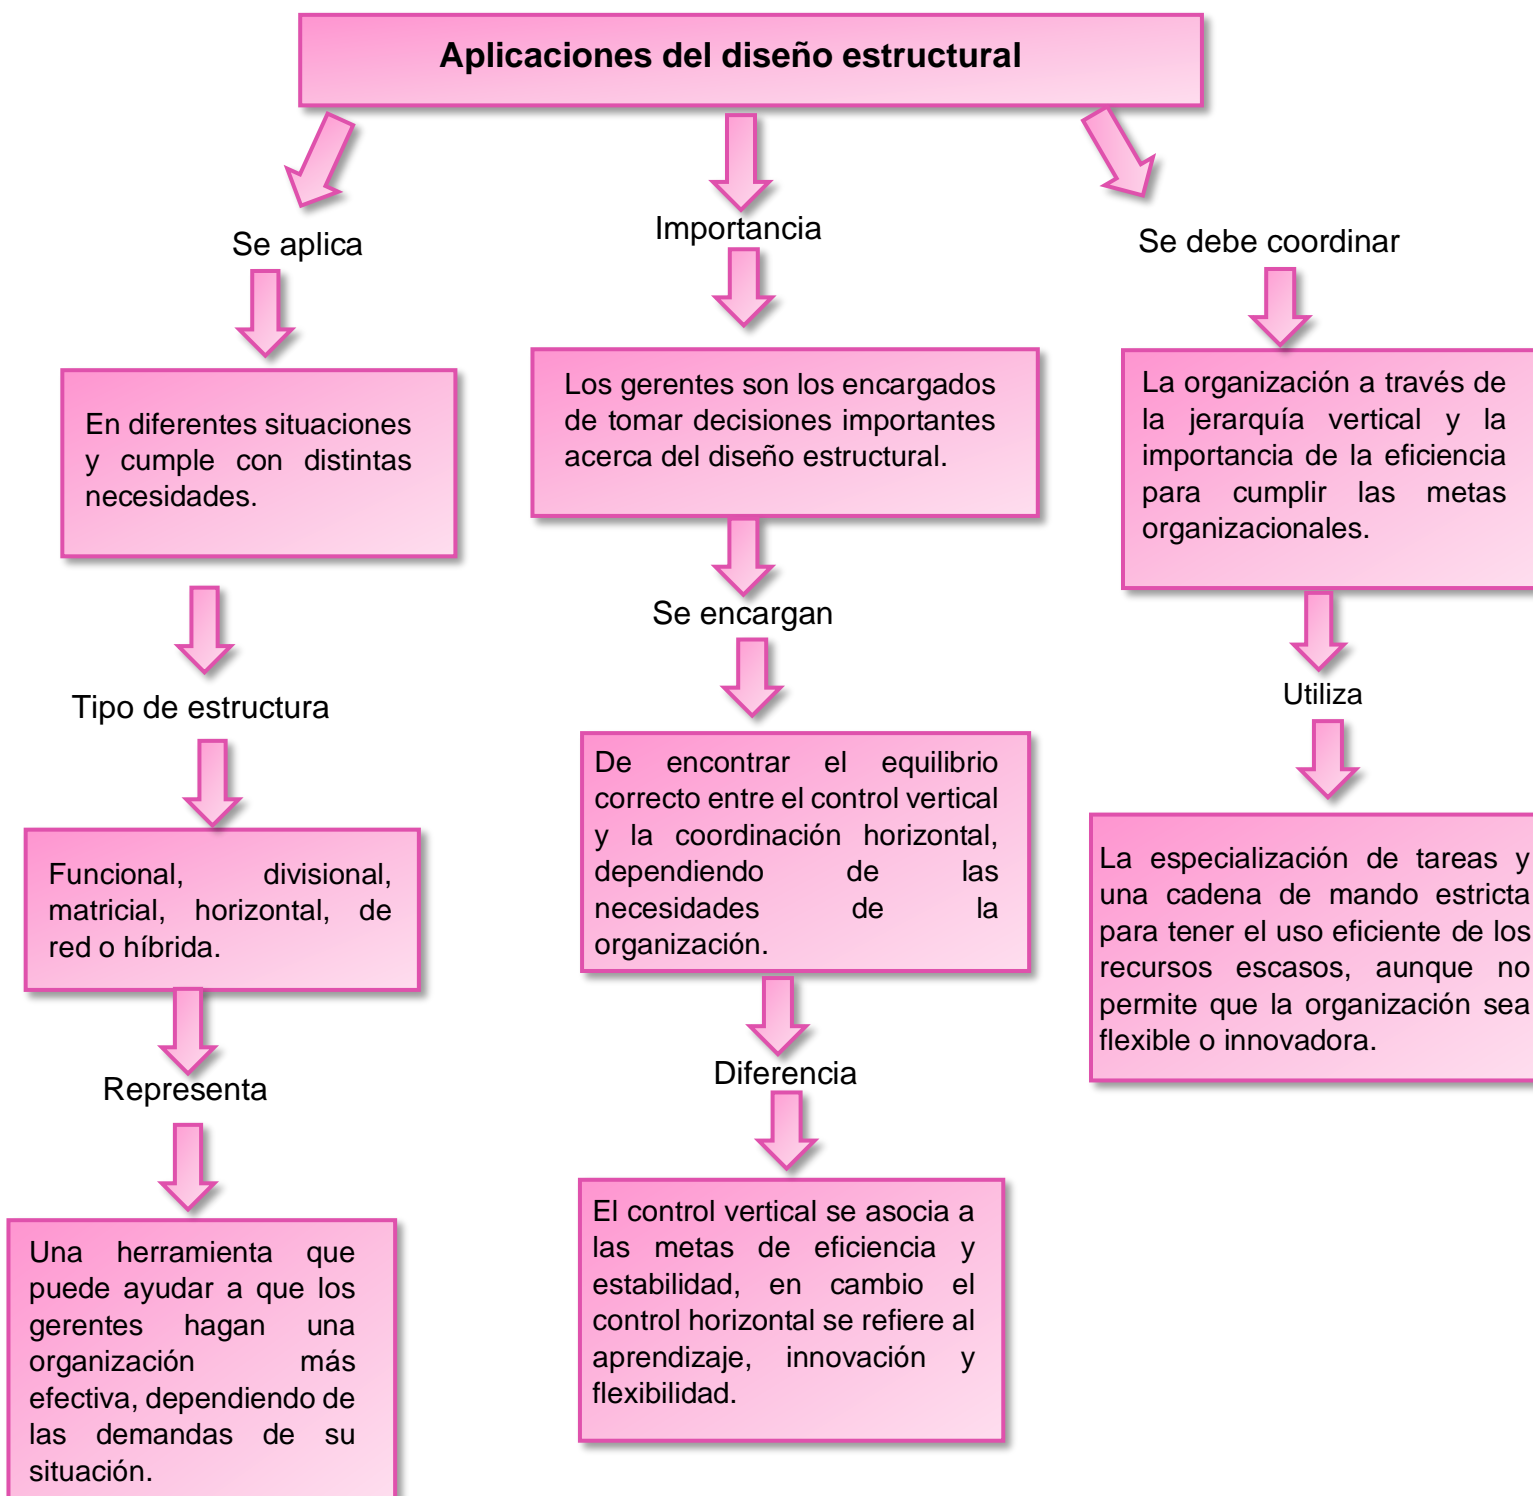 Aplicaciones del diseño estructural
Se aplica
En diferentes situaciones
y cumple con distintas
necesidades.
Tipo de estructura
Funcional, divisional,
matricial, horizontal, de
red o híbrida.
Representa
Una herramienta que
puede ayudar a que los
gerentes hagan una
organización más
efectiva, dependiendo de
las demandas de su
situación.
Importancia
Los gerentes son los encargados
de tomar decisiones importantes
acerca del diseño estructural.
Se encargan
De encontrar el equilibrio
correcto entre el control vertical
y la coordinación horizontal,
dependiendo de las
necesidades de la
organización.
Diferencia
El control vertical se asocia a
las metas de eficiencia y
estabilidad, en cambio el
control horizontal se refiere al
aprendizaje, innovación y
flexibilidad.
Se debe coordinar
La organización a través de
la jerarquía vertical y la
importancia de la eficiencia
para cumplir las metas
organizacionales.
Utiliza
La especialización de tareas y
una cadena de mando estricta
para tener el uso eficiente de los
recursos escasos, aunque no
permite que la organización sea
flexible o innovadora.